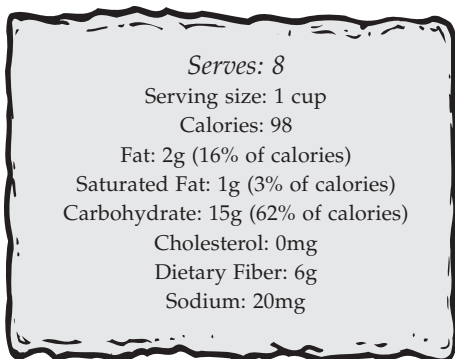 Serves: 8
Serving size: 1 cup
Calories: 98
Fat: 2g (16% of calories)
Saturated Fat: 1g (3% of calories)
Carbohydrate: 15g (62% of calories)
Cholesterol: 0mg
Dietary Fiber: 6g
Sodium: 20mg